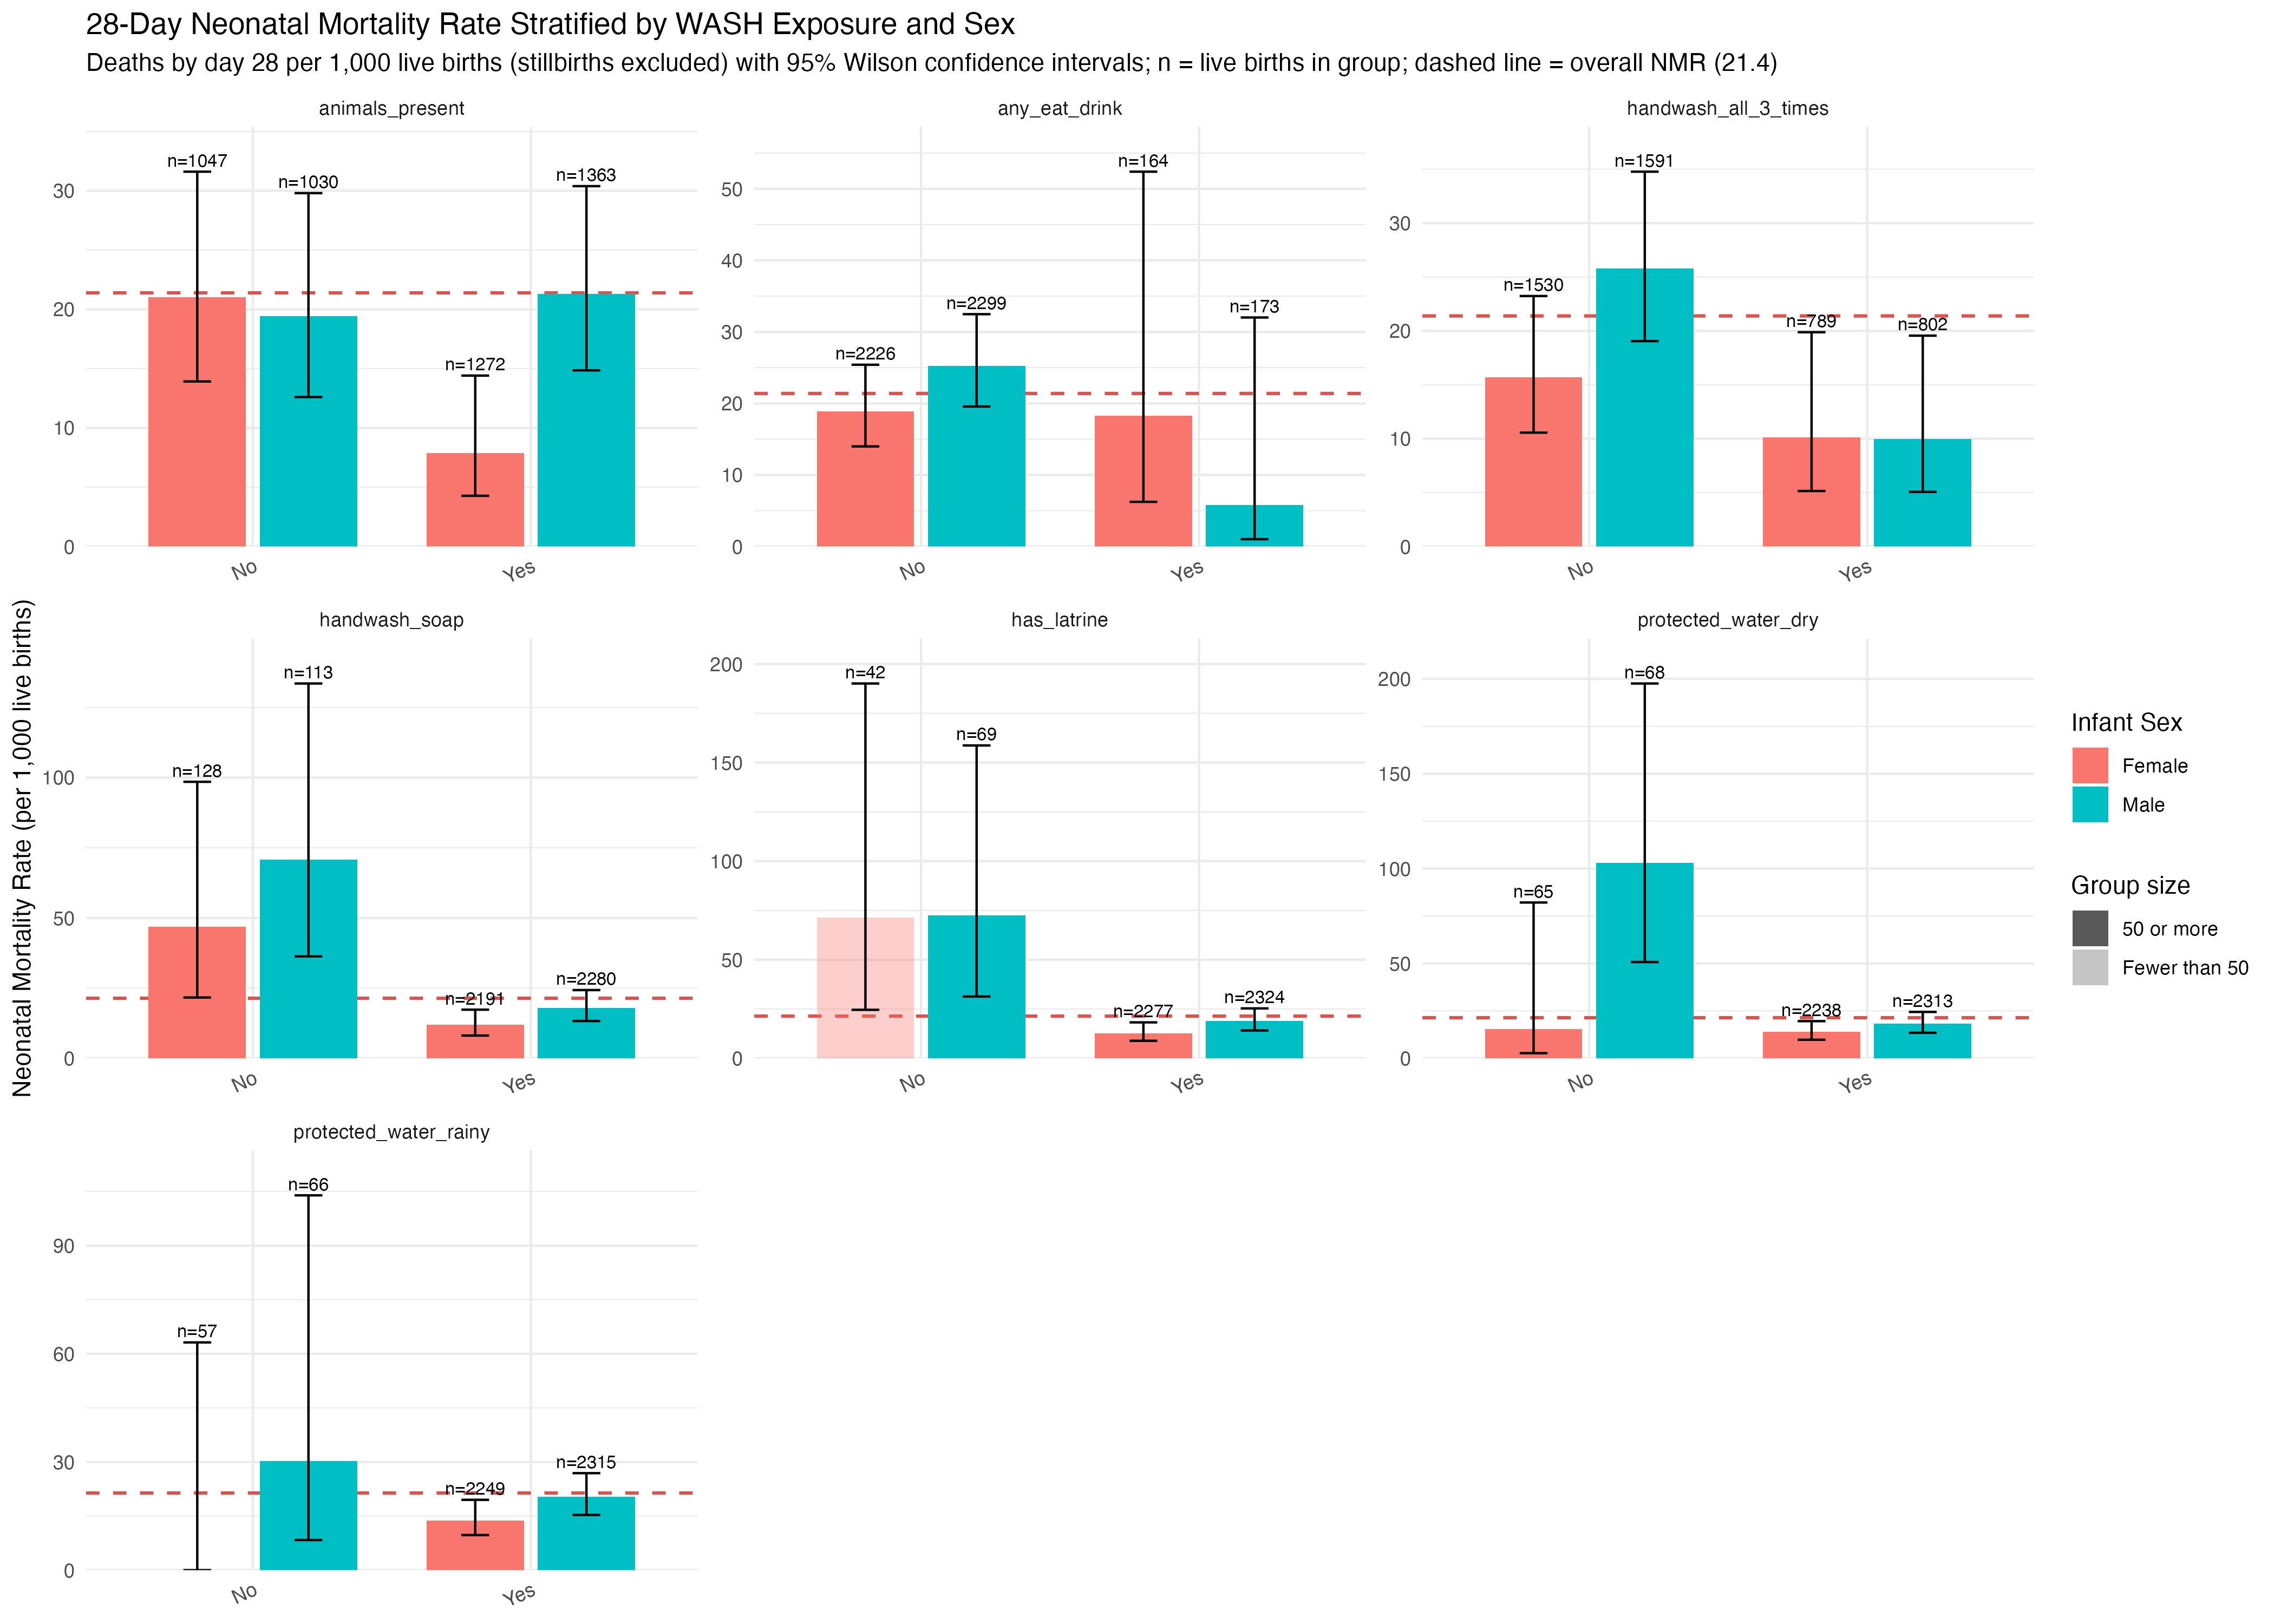 28-Day Neonatal Mortality Rate Stratified by WASH Exposure and Sex
Deaths by day 28 per 1,000 live births (stillbirths excluded) with 95% Wilson confidence intervals; n = live births in group; dashed line = overall NMR (21.4)
Neonatal Mortality Rate (per 1,000 live births)
animals_present
n=1047
n=1030
n=1272
n=1363
30
20
10
0
No
Yes
any_eat_drink
n=2226
n=2299
n=164
n=173
50
40
30
20
10
0
No
Yes
handwash_all_3_times
n=1530
n=1591
n=789
n=802
30
20
10
0
No
Yes
handwash_soap
n=128
n=113
n=2191
n=2280
100
50
0
No
Yes
has_latrine
n=42
n=69
n=2277
n=2324
200
150
100
50
0
No
Yes
protected_water_dry
n=65
n=68
n=2238
n=2313
200
150
100
50
0
No
Yes
protected_water_rainy
n=57
n=66
n=2249
n=2315
90
60
30
0
No
Yes
Infant Sex
Female
Male
Group size
50 or more
Fewer than 50